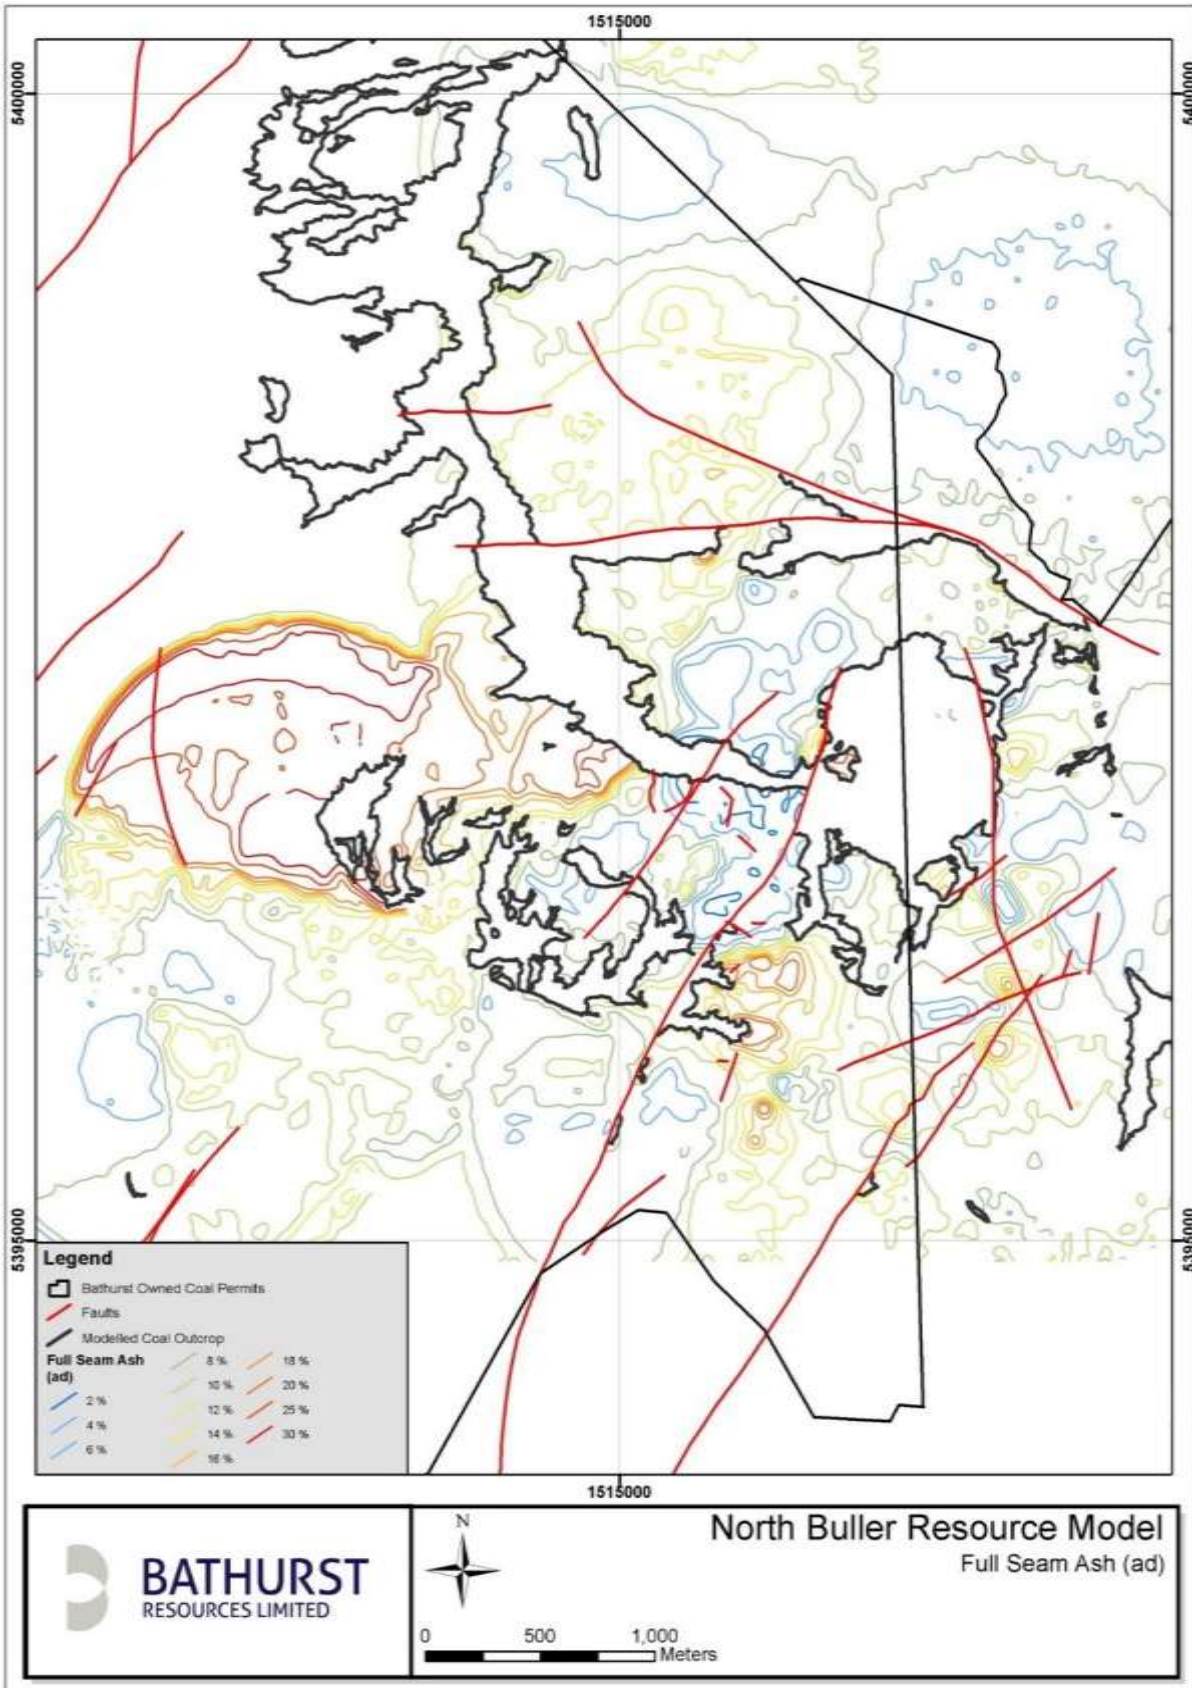 1515000
5400000
5400000
5395000
5395000
Legend
Bathurst Owned Coal Permits
Faults
Modelled Coal Outcrop
Full Seam Ash
(ad)
2 %
4 %
6 %
8 %
10 %
12 %
14 %
16 %
18 %
20 %
25 %
30 %
1515000
BATHURST
RESOURCES LIMITED
N
0 500 1,000
Meters
North Buller Resource Model
Full Seam Ash (ad)